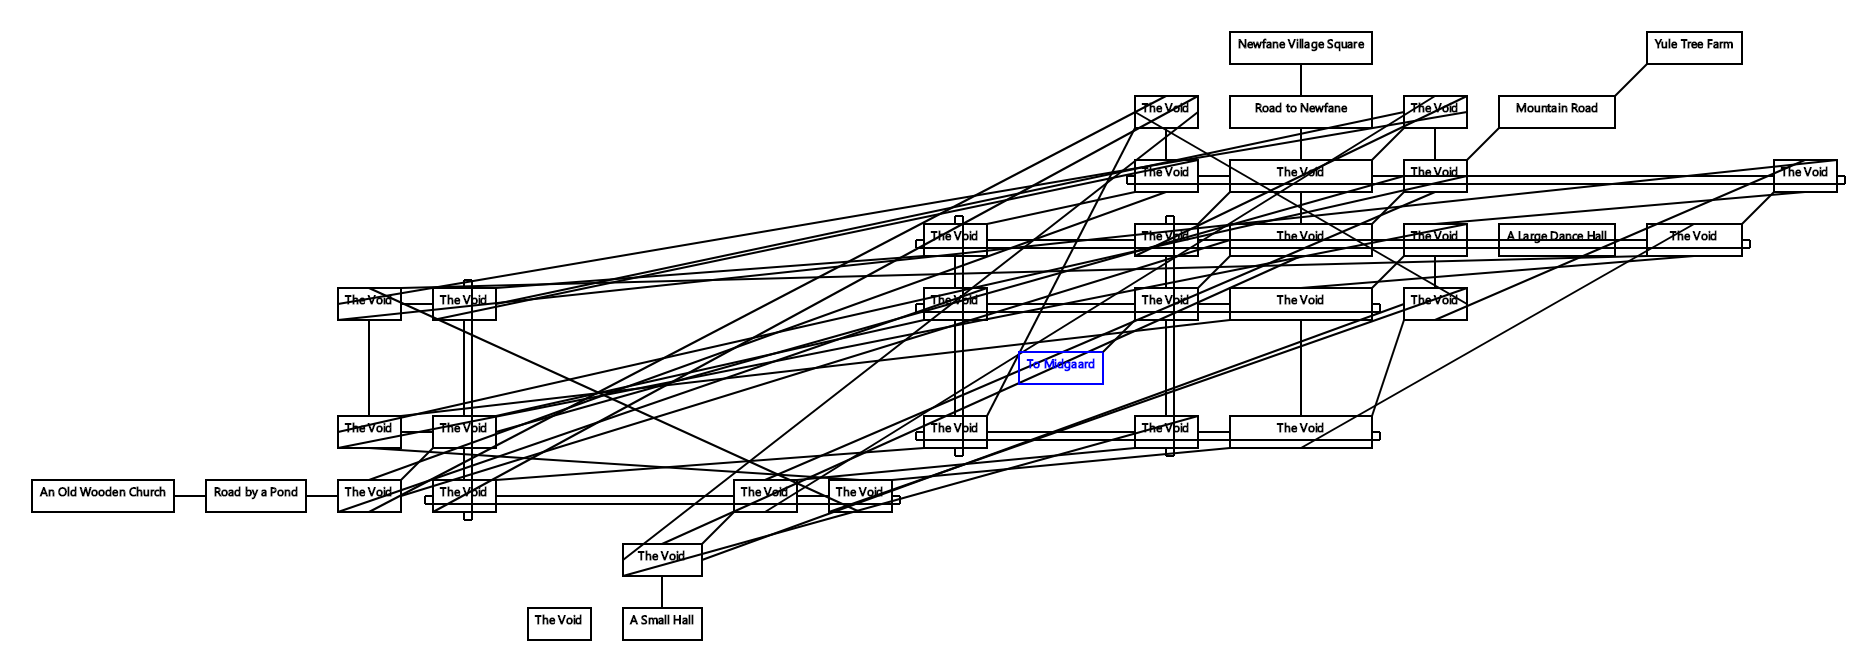 Newfane Village Square
Yule Tree Farm
The Void
Road to Newfane
The Void
Mountain Road
The Void
The Void
The Void
The Void
The Void
The Void
The Void
The Void
A Large Dance Hall
The Void
The Void
The Void
The Void
The Void
The Void
The Void
To Midgaard
The Void
The Void
The Void
The Void
The Void
An Old Wooden Church
Road by a Pond
The Void
The Void
The Void
The Void
The Void
The Void
A Small Hall